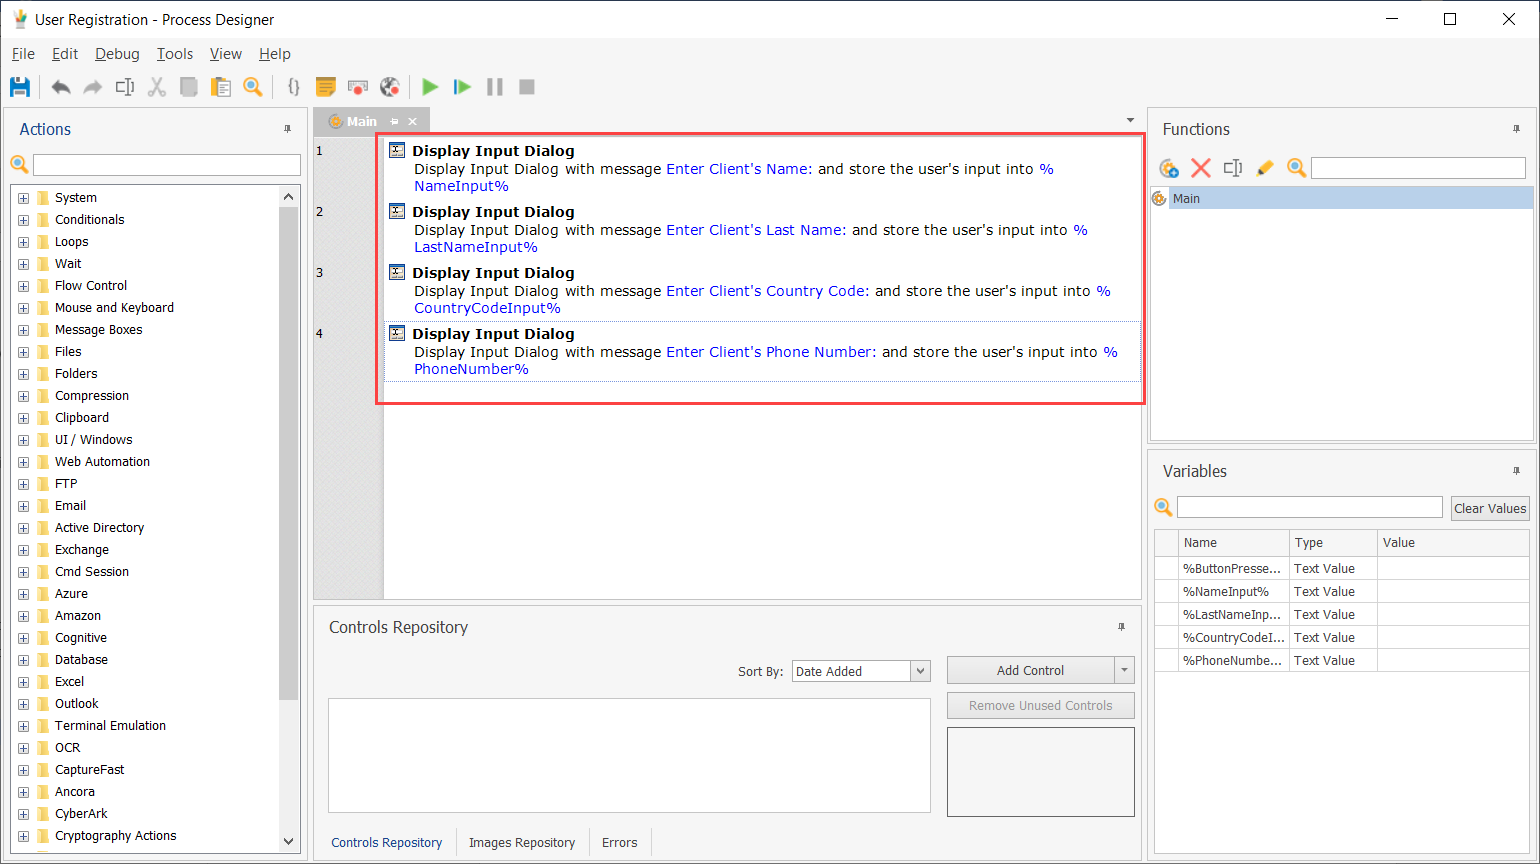 User Registration - Process Designer
File Edit Debug Tools View Help
Actions
System
Conditionals
Loops
Wait
Flow Control
Mouse and Keyboard
Message Boxes
Files
Folders
Compression
Clipboard
UI / Windows
Web Automation
FTP
Email
Active Directory
Exchange
Cmd Session
Azure
Amazon
Cognitive
Database
Excel
Outlook
Terminal Emulation
OCR
CaptureFast
Ancora
CyberArk
Cryptography Actions
Main
1 Display Input Dialog
Display Input Dialog with message Enter Client's Name: and store the user's input into %
NameInput%
2 Display Input Dialog
Display Input Dialog with message Enter Client's Last Name: and store the user's input into %
LastNameInput%
3 Display Input Dialog
Display Input Dialog with message Enter Client's Country Code: and store the user's input into %
CountryCodeInput%
4 Display Input Dialog
Display Input Dialog with message Enter Client's Phone Number: and store the user's input into %
PhoneNumber%
Controls Repository
Sort By: Date Added
Add Control
Remove Unused Controls
Controls Repository Images Repository Errors
Functions
Main
Variables
Clear Values
Name Type Value
%ButtonPresse... Text Value
%NameInput% Text Value
%LastNameInp... Text Value
%CountryCodeI... Text Value
%PhoneNumbe... Text Value